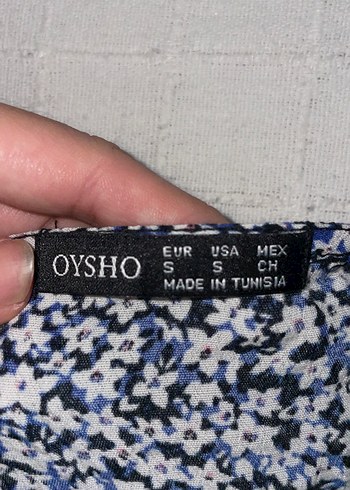 OYSHO
EUR USA MEX
S S CH
MADE IN TUNISIA